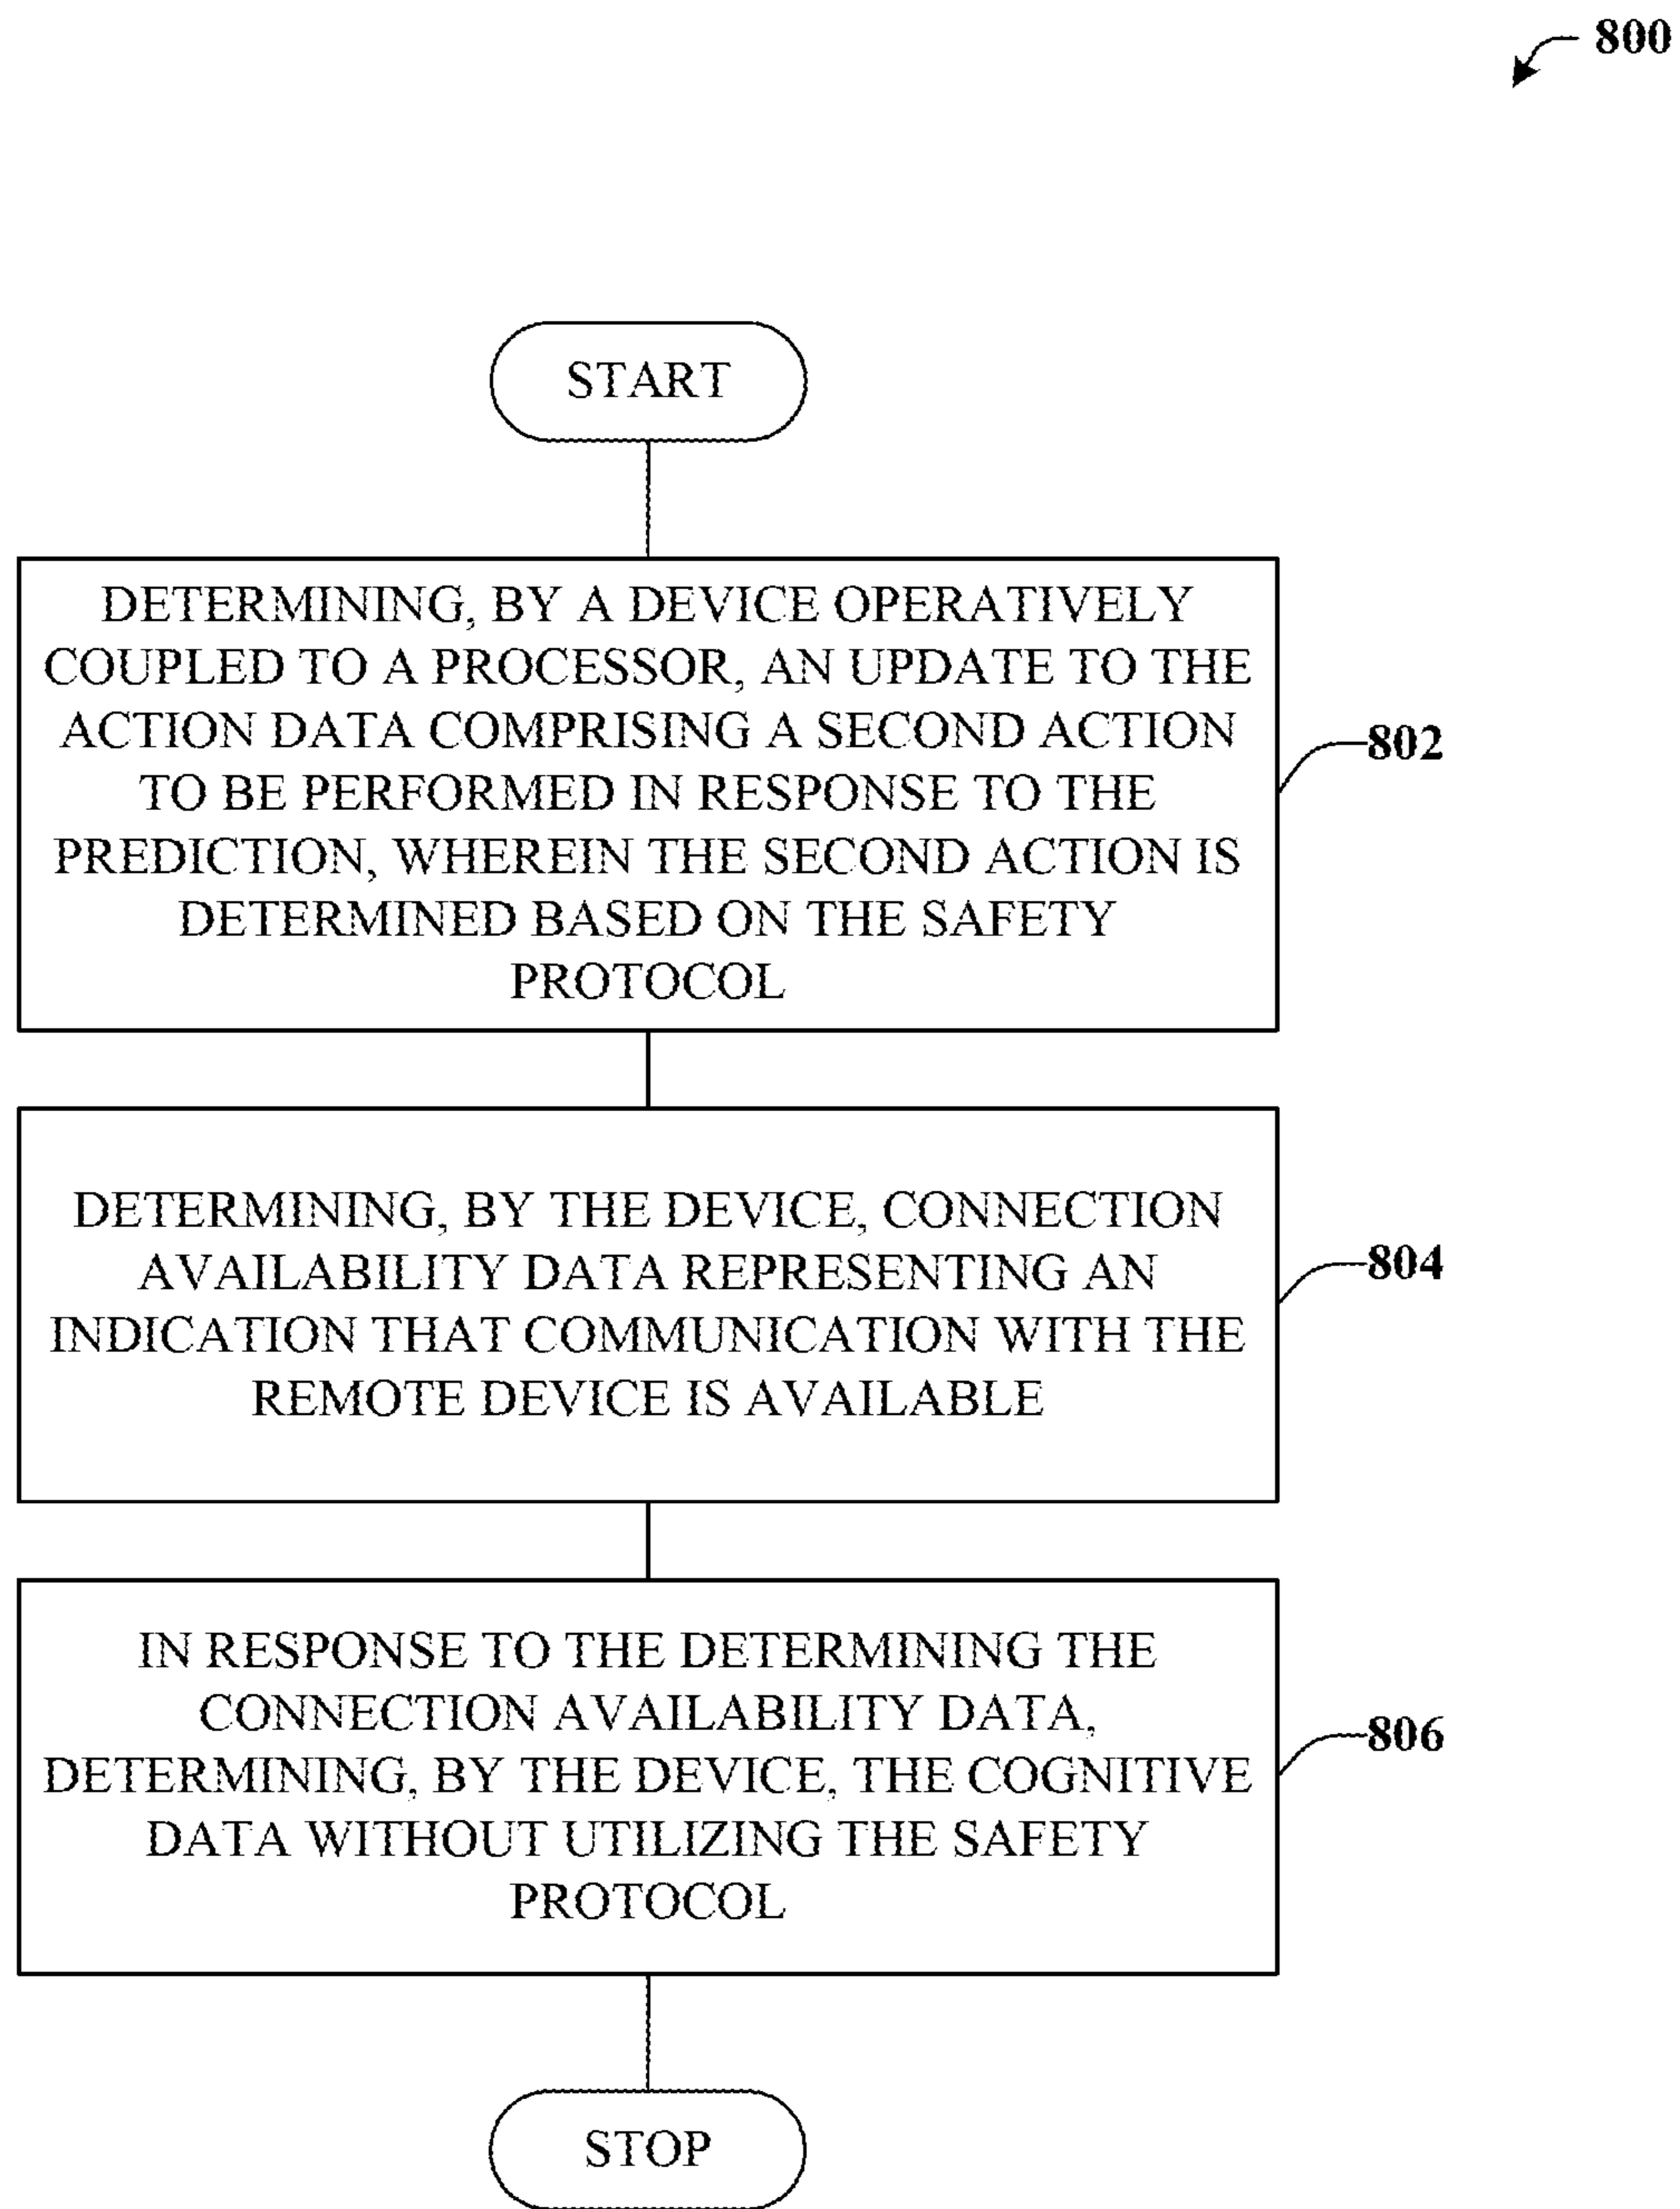 800
START
DETERMINING, BY A DEVICE OPERATIVELY
COUPLED TO A PROCESSOR, AN UPDATE TO THE
ACTION DATA COMPRISING A SECOND ACTION
TO BE PERFORMED IN RESPONSE TO THE
PREDICTION, WHEREIN THE SECOND ACTION IS
DETERMINED BASED ON THE SAFETY
PROTOCOL
802
DETERMINING, BY THE DEVICE, CONNECTION
AVAILABILITY DATA REPRESENTING AN
INDICATION THAT COMMUNICATION WITH THE
REMOTE DEVICE IS AVAILABLE
804
IN RESPONSE TO THE DETERMINING THE
CONNECTION AVAILABILITY DATA,
DETERMINING, BY THE DEVICE, THE COGNITIVE
DATA WITHOUT UTILIZING THE SAFETY
PROTOCOL
806
STOP